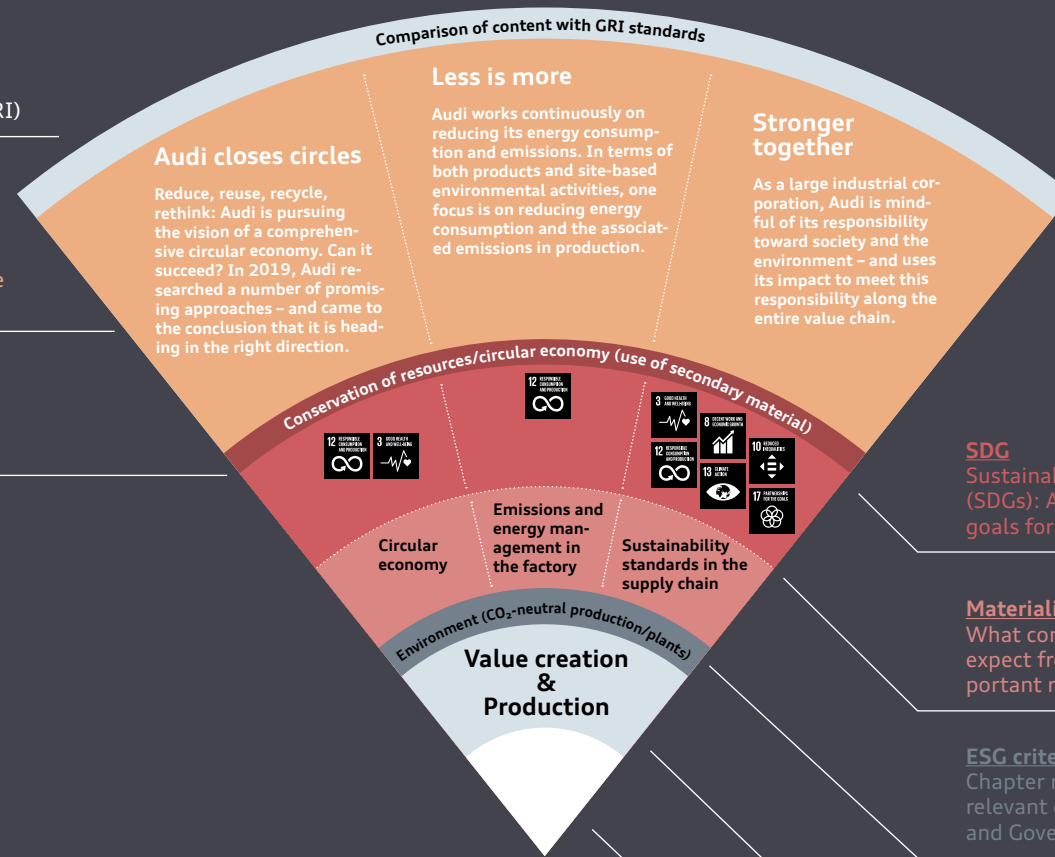 Comparison of content with GRI standards
RI)
e
Audi closes circles
Reduce, reuse, recycle,
rethink: Audi is pursuing
the vision of a comprehen-
sive circular economy. Can it
succeed? In 2019, Audi re-
searched a number of promis-
ing approaches – and came to
the conclusion that it is head-
ing in the right direction.
Less is more
Audi works continuously on
reducing its energy consump-
tion and emissions. In terms of
both products and site-based
environmental activities, one
focus is on reducing energy
consumption and the associat-
ed emissions in production.
Stronger
together
As a large industrial cor-
poration, Audi is mind-
ful of its responsibility
toward society and the
environment – and uses
its impact to meet this
responsibility along the
entire value chain.
Conservation of resources/circular economy (use of secondary material)
12 RESPONSIBLE
CONSUMPTION
AND PRODUCTION
3 GOOD HEALTH
AND WELL-BEING
12 RESPONSIBLE
CONSUMPTION
AND PRODUCTION
3 GOOD HEALTH
AND WELL-BEING
8 DECENT WORK AND
ECONOMIC GROWTH
12 RESPONSIBLE
CONSUMPTION
AND PRODUCTION
10 REDUCED
INEQUALITIES
13 CLIMATE
ACTION
17 PARTNERSHIPS
FOR THE GOALS
Circular
economy
Emissions and
energy man-
agement in
the factory
Sustainability
standards in the
supply chain
Environment (CO₂-neutral production/plants)
Value creation
&
Production
SDG
Sustainal
(SDGs): A
goals for
Materiali
What cor
expect fr
portant r
ESG crite
Chapter r
relevant
and Gove